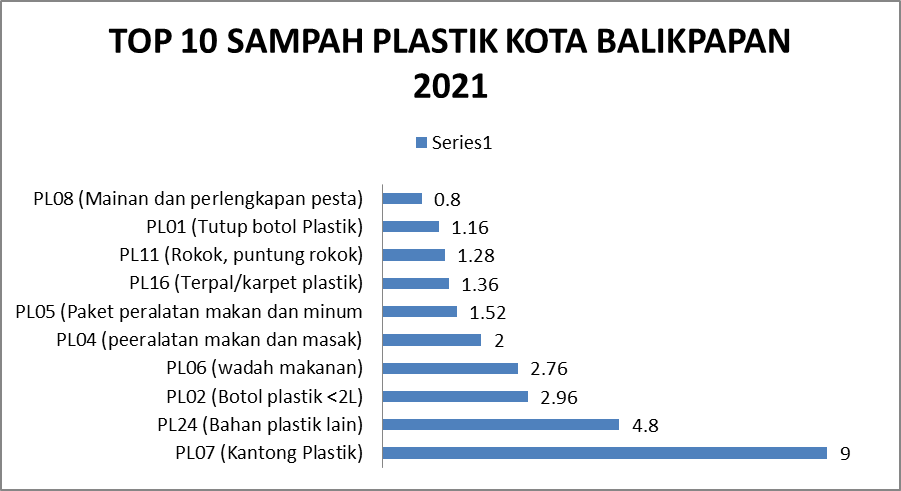 TOP 10 SAMPAH PLASTIK KOTA BALIKPAPAN
2021
Series1
PL08 (Mainan dan perlengkapan pesta) 0.8
PL01 (Tutup botol Plastik) 1.16
PL11 (Rokok, puntung rokok) 1.28
PL16 (Terpal/karpet plastik) 1.36
PL05 (Paket peralatan makan dan minum 1.52
PL04 (peeralatan makan dan masak) 2
PL06 (wadah makanan) 2.76
PL02 (Botol plastik <2L) 2.96
PL24 (Bahan plastik lain) 4.8
PL07 (Kantong Plastik) 9